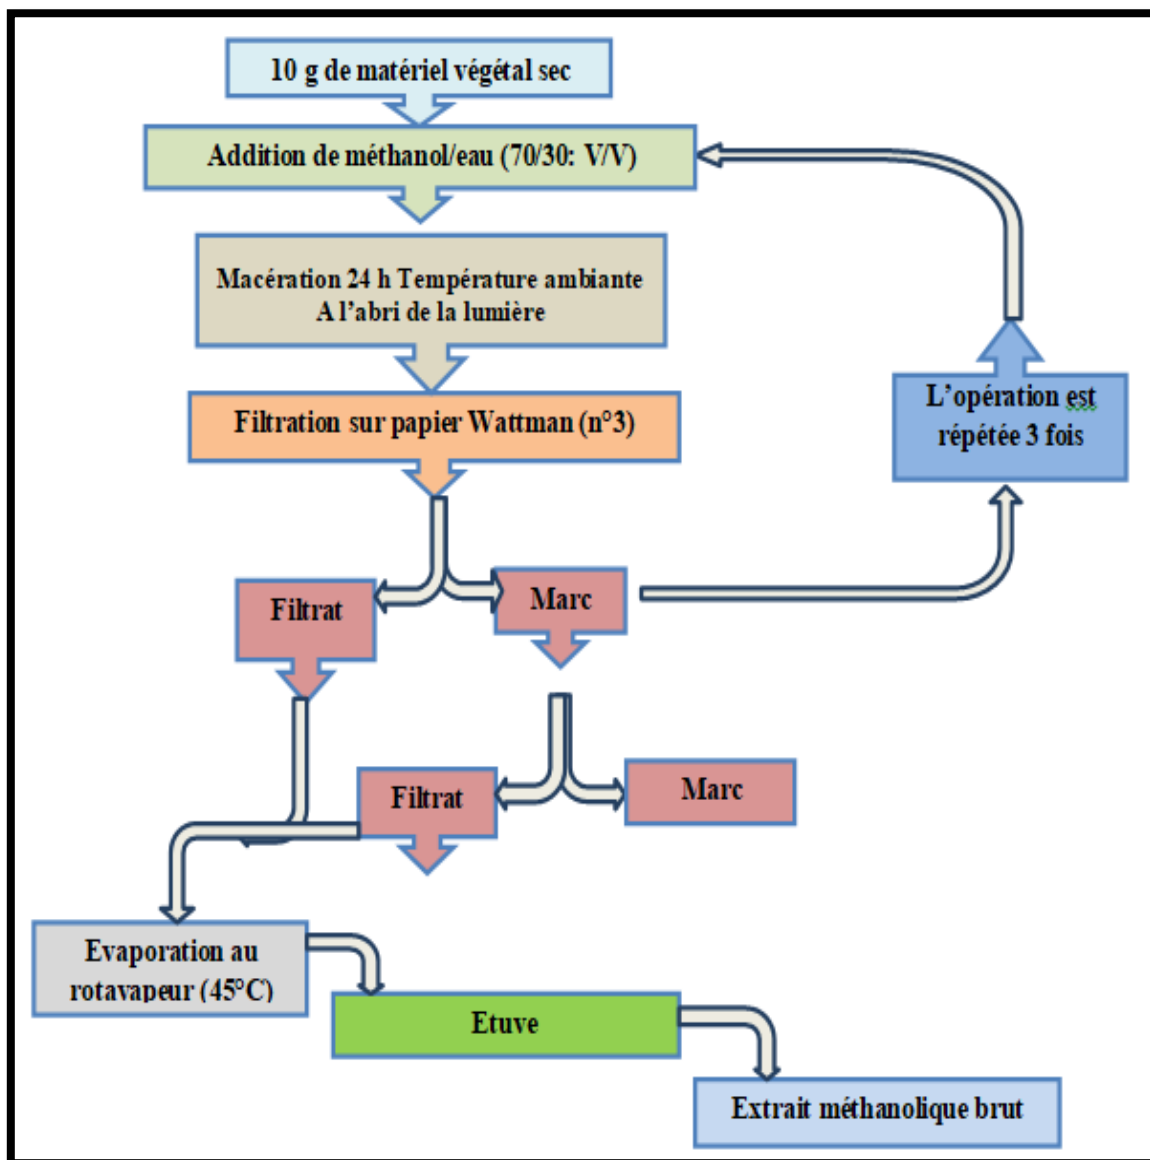 10 g de matériel végétal sec
Addition de méthanol/eau (70/30: V/V)
Macération 24 h Température ambiante
A l’abri de la lumière
Filtration sur papier Wattman (n°3)
L’opération est
répétée 3 fois
Filtrat
Marc
Filtrat
Marc
Evaporation au
rotavapeur (45°C)
Etuve
Extrait méthanolique brut